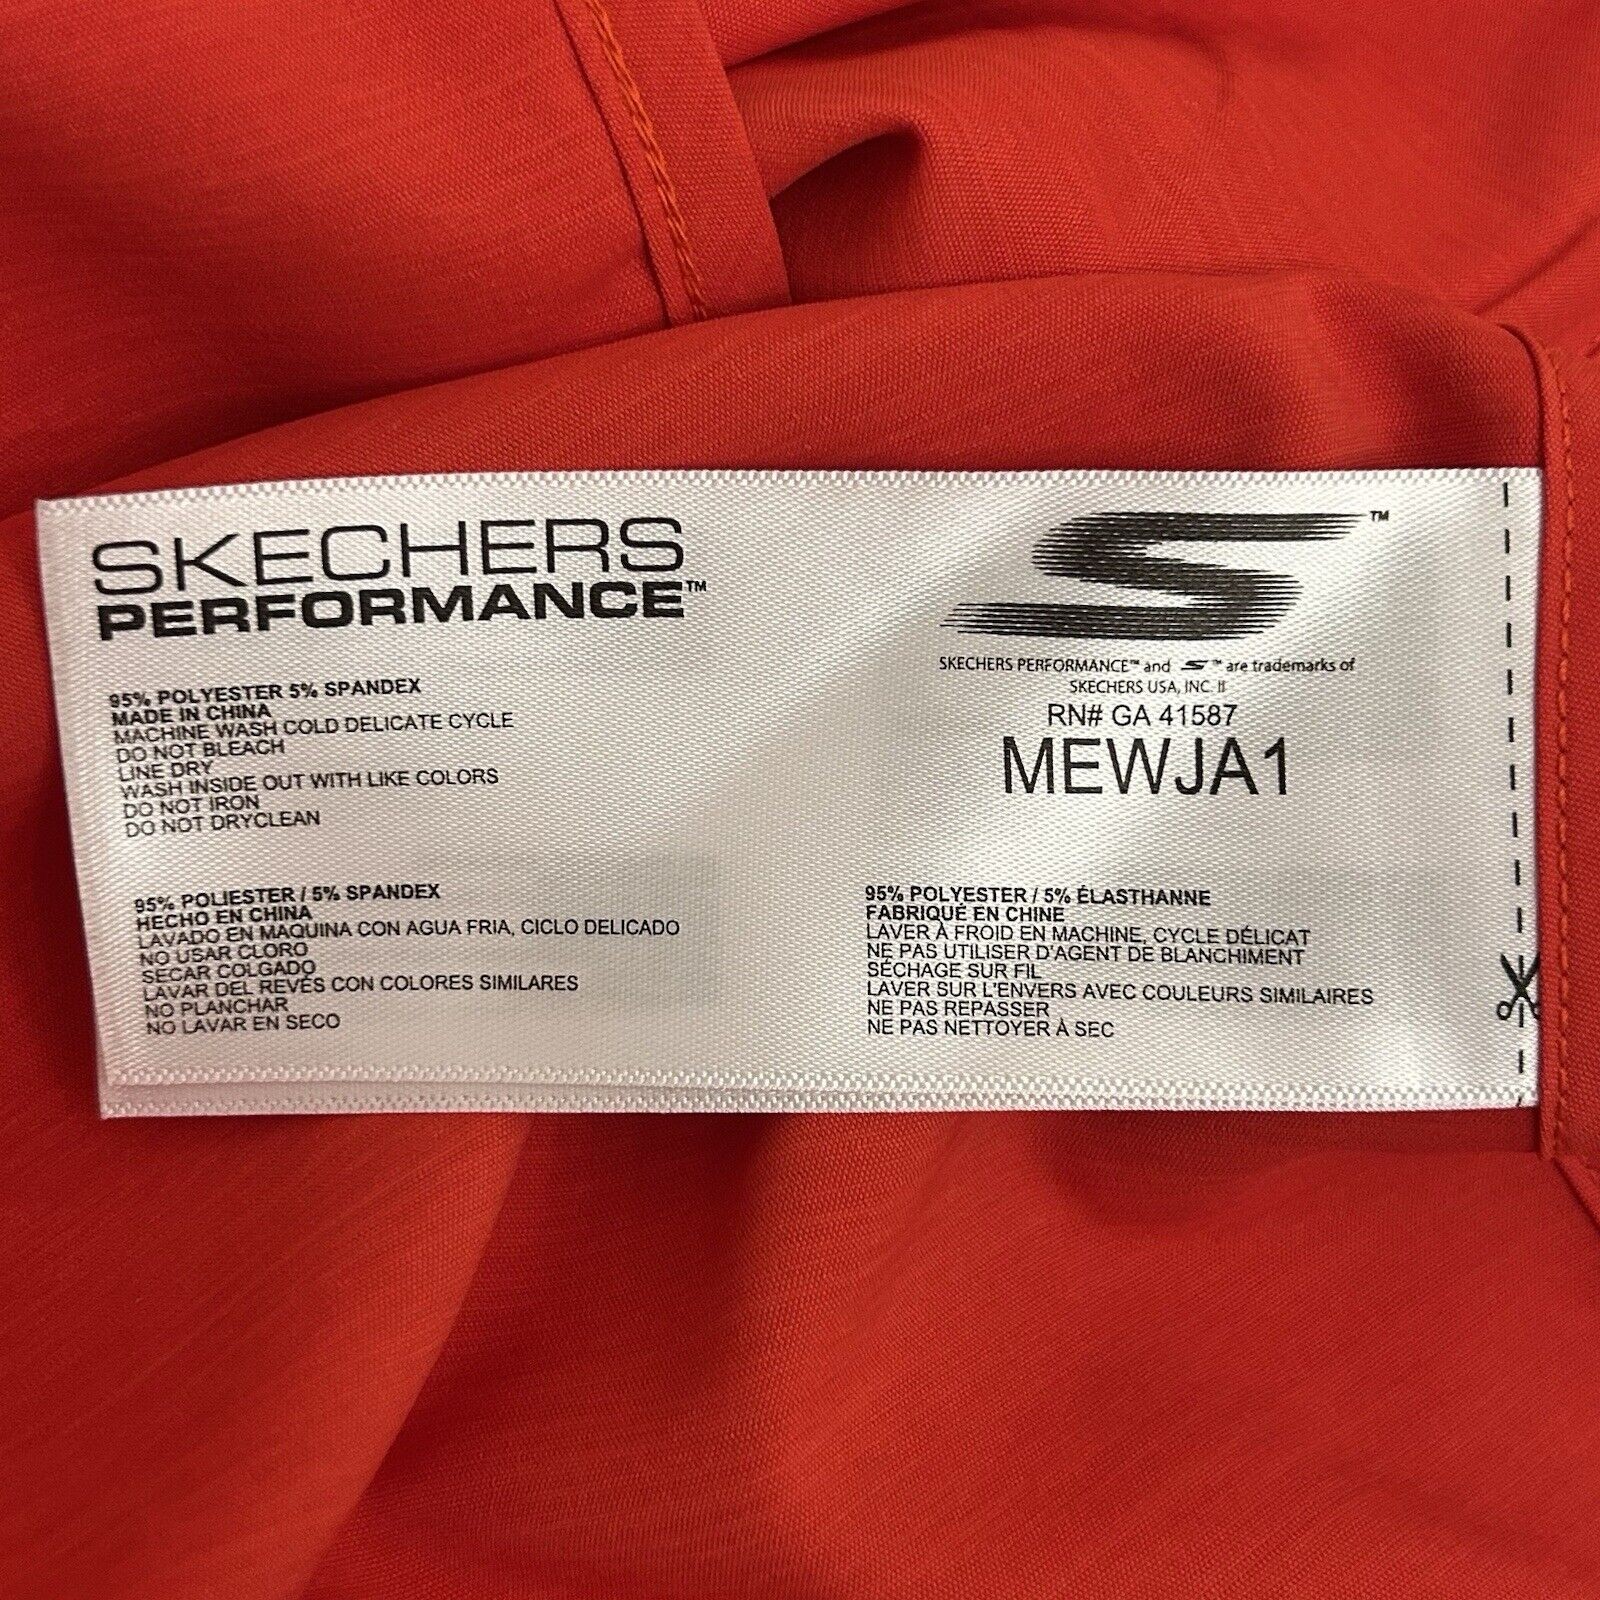 SKECHERS
PERFORMANCE™
95% POLYESTER 5% SPANDEX
MADE IN CHINA
MACHINE WASH COLD DELICATE CYCLE
DO NOT BLEACH
LINE DRY
WASH INSIDE OUT WITH LIKE COLORS
DO NOT IRON
DO NOT DRYCLEAN
™
SKECHERS PERFORMANCE™ and S™ are trademarks of
SKECHERS USA, INC. II
RN# GA 41587
MEWJA1
95% POLIESTER / 5% SPANDEX
HECHO EN CHINA
LAVADO EN MAQUINA CON AGUA FRIA, CICLO DELICADO
NO USAR CLORO
SECAR COLGADO
LAVAR DEL REVÉS CON COLORES SIMILARES
NO PLANCHAR
NO LAVAR EN SECO
95% POLYESTER / 5% ÉLASTHANNE
FABRIQUÉ EN CHINE
LAVER À FROID EN MACHINE, CYCLE DÉLICAT
NE PAS UTILISER D'AGENT DE BLANCHIMENT
SÉCHAGE SUR FIL
LAVER SUR L'ENVERS AVEC COULEURS SIMILAIRES
NE PAS REPASSER
NE PAS NETTOYER À SEC